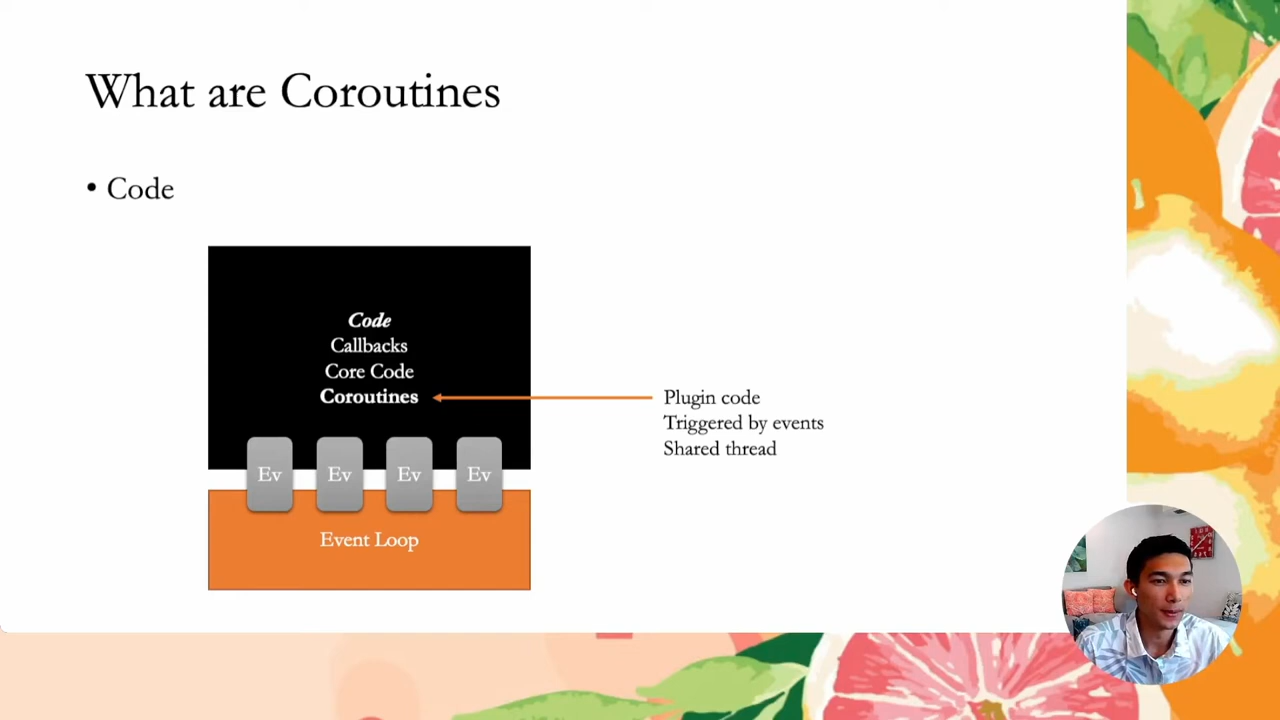 What are Coroutines
• Code
Code
Callbacks
Core Code
Coroutines
Plugin code
Triggered by events
Shared thread
Ev Ev Ev Ev
Event Loop